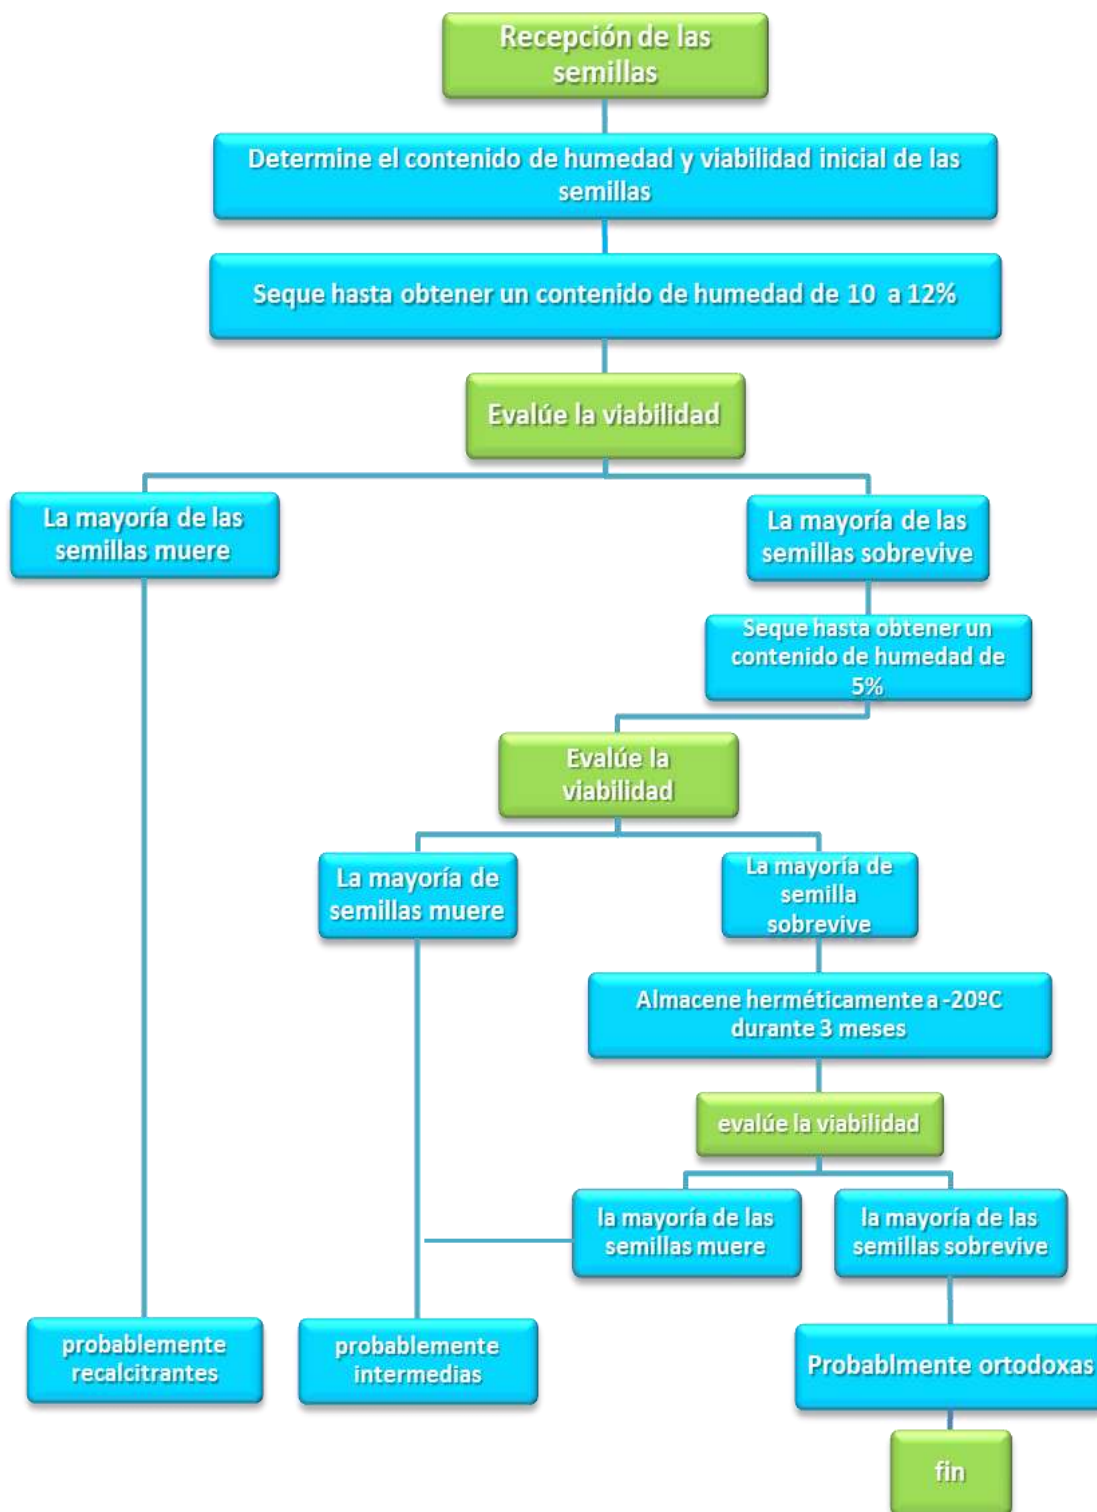 Recepción de las
semillas
Determine el contenido de humedad y viabilidad inicial de las
semillas
Seque hasta obtener un contenido de humedad de 10 a 12%
Evalúe la viabilidad
La mayoría de las
semillas muere
La mayoría de las
semillas sobrevive
Seque hasta obtener un
contenido de humedad de
5%
Evalúe la
viabilidad
La mayoría de
semillas muere
La mayoría de
semilla
sobrevive
Almacene herméticamente a -20ºC
durante 3 meses
evalúe la viabilidad
la mayoría de las
semillas muere
la mayoría de las
semillas sobrevive
probablemente
recalcitrantes
probablemente
intermedias
Probablmente ortodoxas
fin